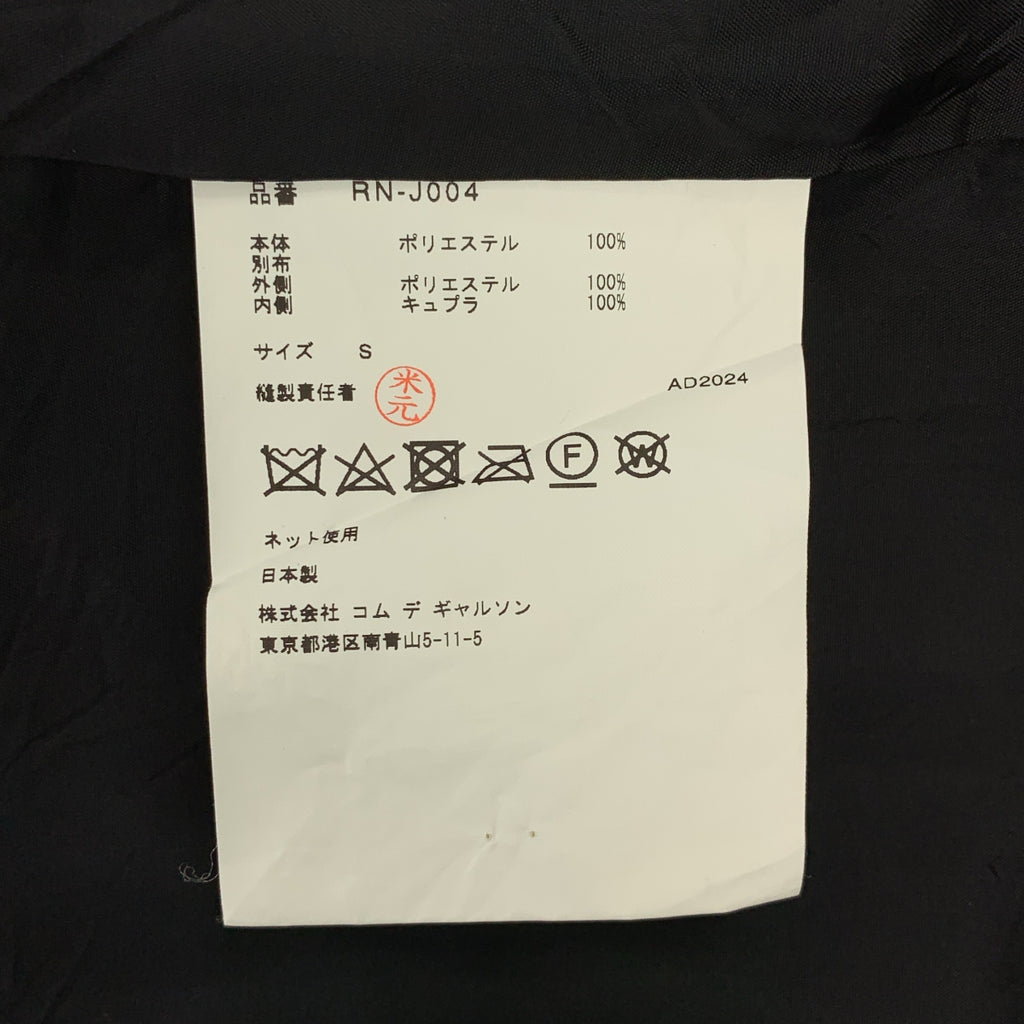 品番 RN-J004
本体 ポリエステル 100%
別布
外側 ポリエステル 100%
内側 キュプラ 100%
サイズ S
縫製責任者 米元
AD2024
F W
ネット使用
日本製
株式会社 コム デ ギャルソン
東京都港区南青山5-11-5